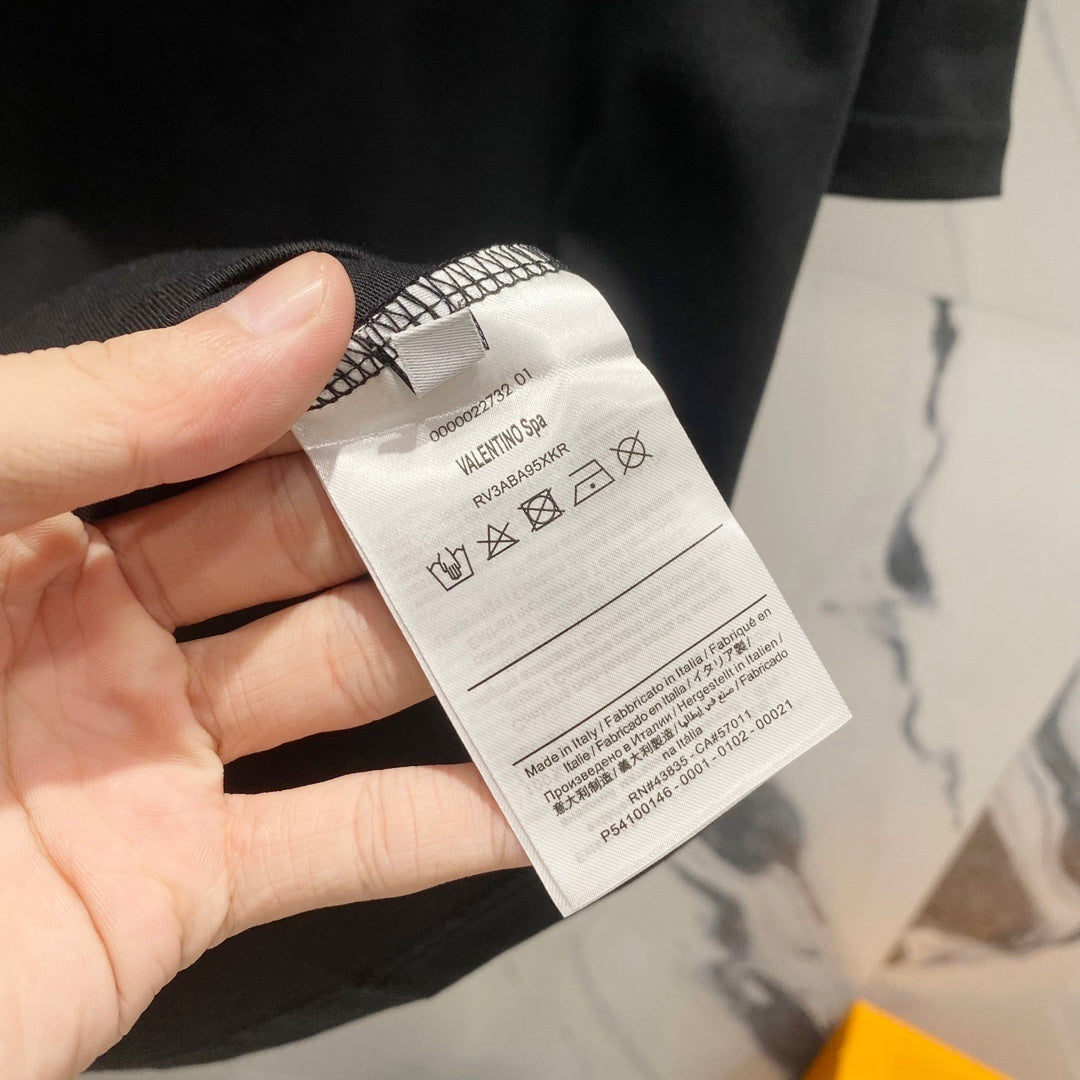 0000022732 01
VALENTINO Spa
RV3ABA95XKR
Made in Italy / Fabbricato in Italia / Fabriqué en
Italie / Fabricado en Italia / イタリア製 /
Произведено в Италии / Hergestellt in Italien /
意大利制造 / 義大利製造 / صنع في إيطاليا / Fabricado
na Itália
RN#43835 - CA#57011
P54100146 - 0001 - 0102 - 00021